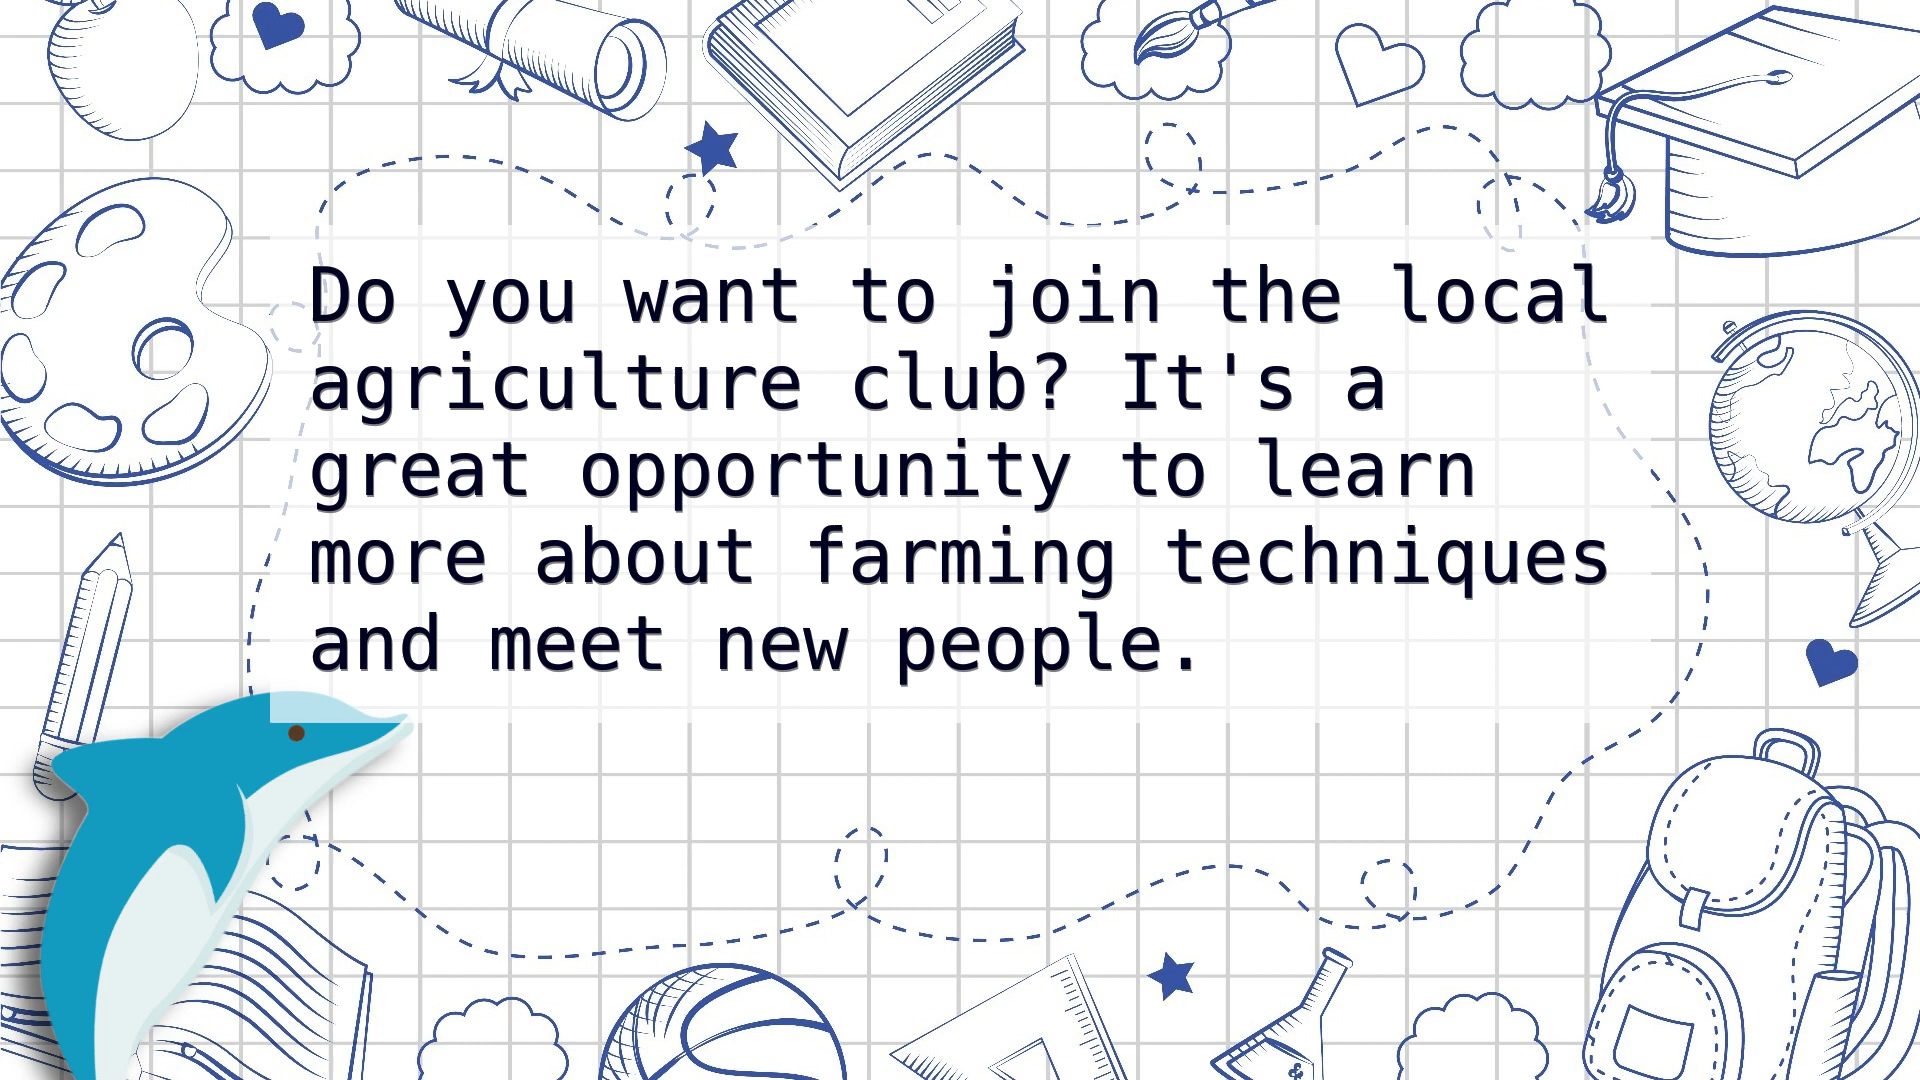 Do you want to join the local
agriculture club? It's a
great opportunity to learn
more about farming techniques
and meet new people.